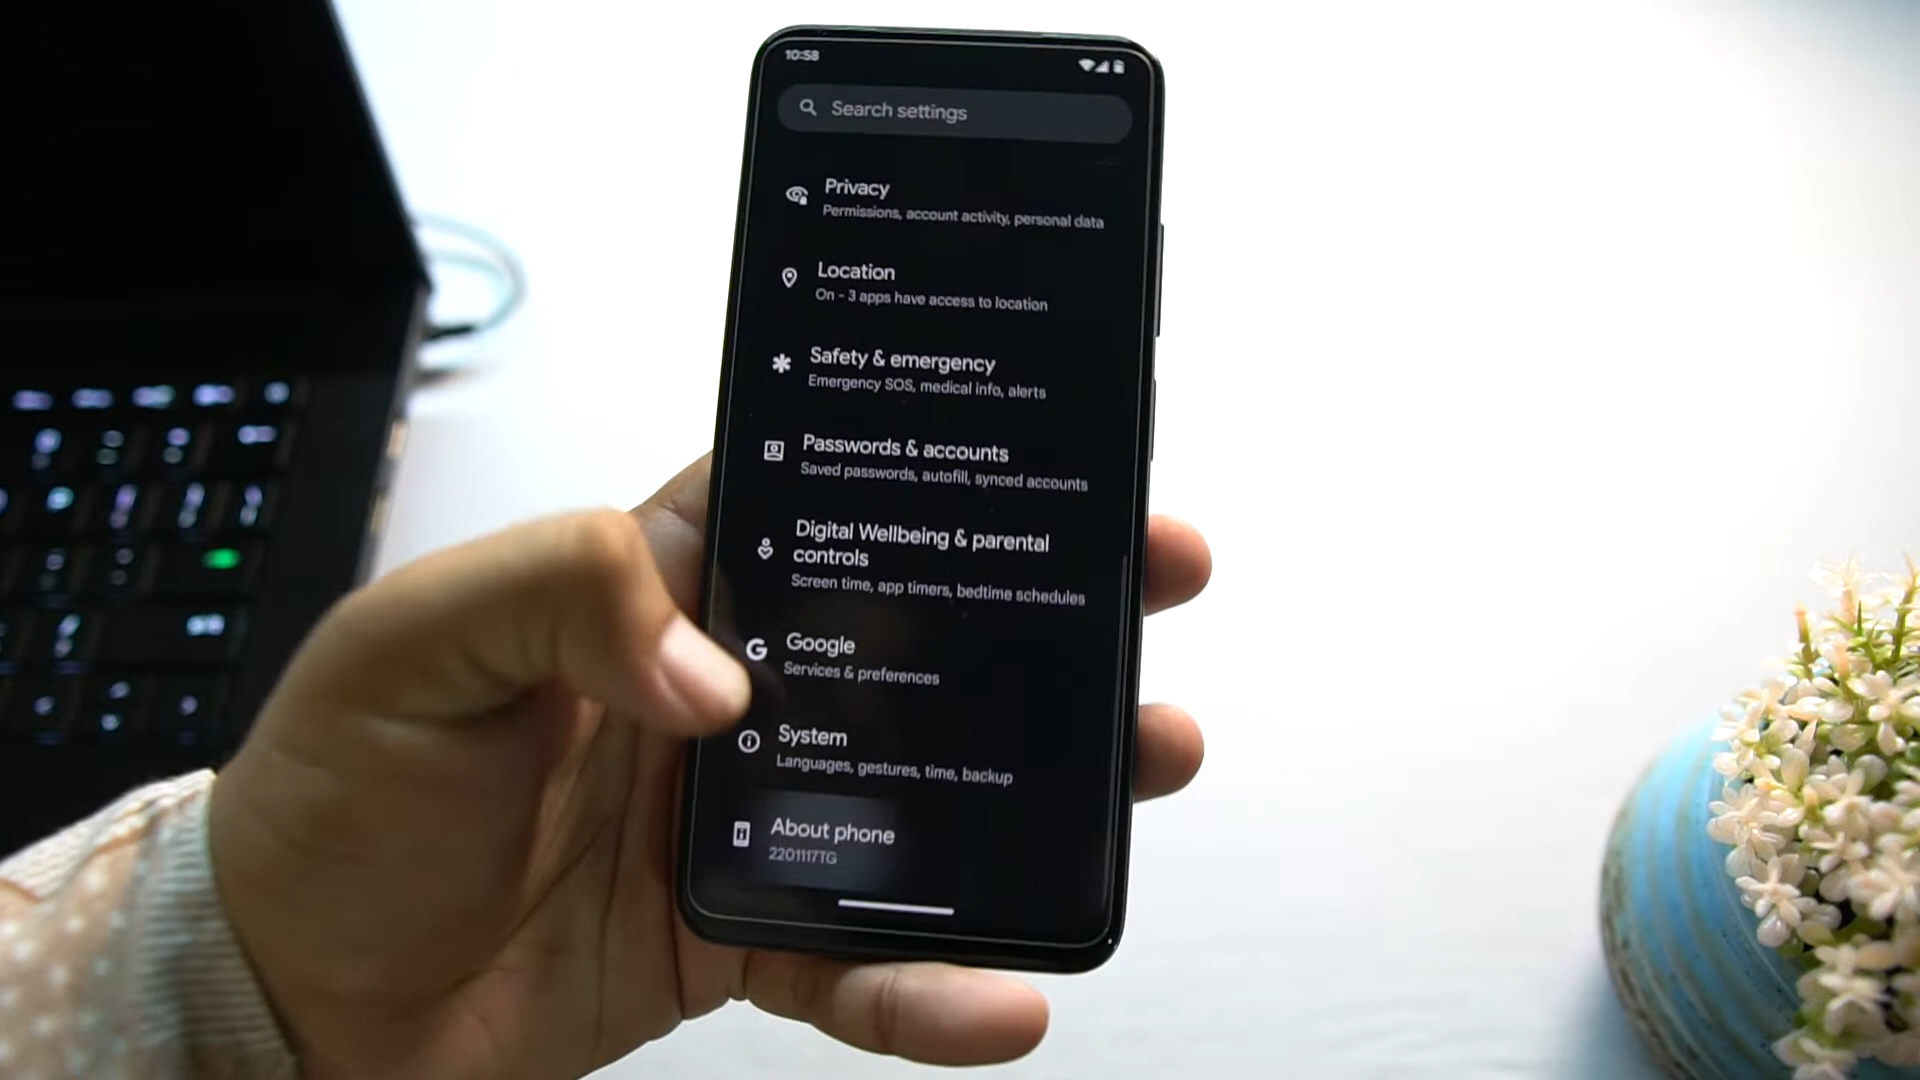 10:58
Search settings
Privacy
Permissions, account activity, personal data
Location
On – 3 apps have access to location
Safety & emergency
Emergency SOS, medical info, alerts
Passwords & accounts
Saved passwords, autofill, synced accounts
Digital Wellbeing & parental
controls
Screen time, app timers, bedtime schedules
Google
Services & preferences
System
Languages, gestures, time, backup
About phone
2201117TG